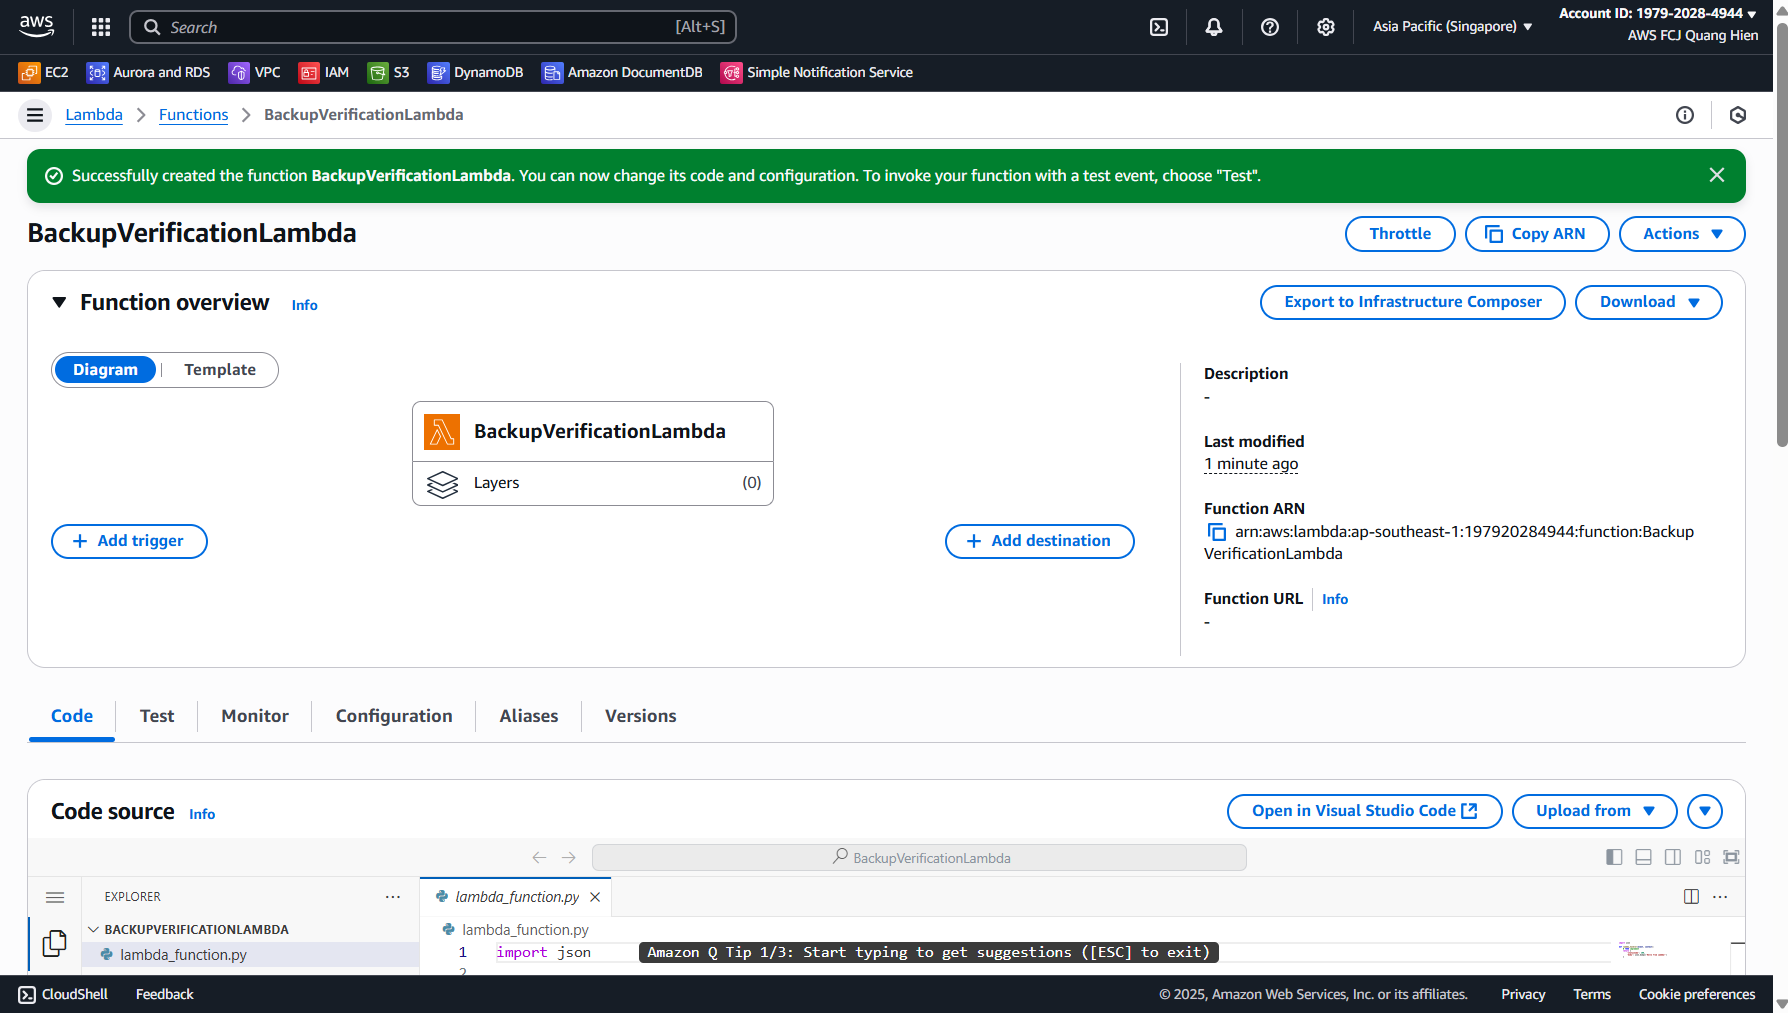 aws
Search [Alt+S]
Asia Pacific (Singapore)
Account ID: 1979-2028-4944
AWS FCJ Quang Hien
EC2 Aurora and RDS VPC IAM S3 DynamoDB Amazon DocumentDB Simple Notification Service
Lambda Functions BackupVerificationLambda
Successfully created the function BackupVerificationLambda. You can now change its code and configuration. To invoke your function with a test event, choose "Test".
BackupVerificationLambda
Throttle Copy ARN Actions
Function overview Info
Export to Infrastructure Composer Download
Diagram Template
BackupVerificationLambda
Layers (0)
+ Add trigger
+ Add destination
Description
-
Last modified
1 minute ago
Function ARN
arn:aws:lambda:ap-southeast-1:197920284944:function:Backup
VerificationLambda
Function URL Info
-
Code Test Monitor Configuration Aliases Versions
Code source Info
Open in Visual Studio Code Upload from
BackupVerificationLambda
EXPLORER
BACKUPVERIFICATIONLAMBDA
lambda_function.py
lambda_function.py
lambda_function.py
1 import json
Amazon Q Tip 1/3: Start typing to get suggestions ([ESC] to exit)
2
CloudShell Feedback
© 2025, Amazon Web Services, Inc. or its affiliates. Privacy Terms Cookie preferences